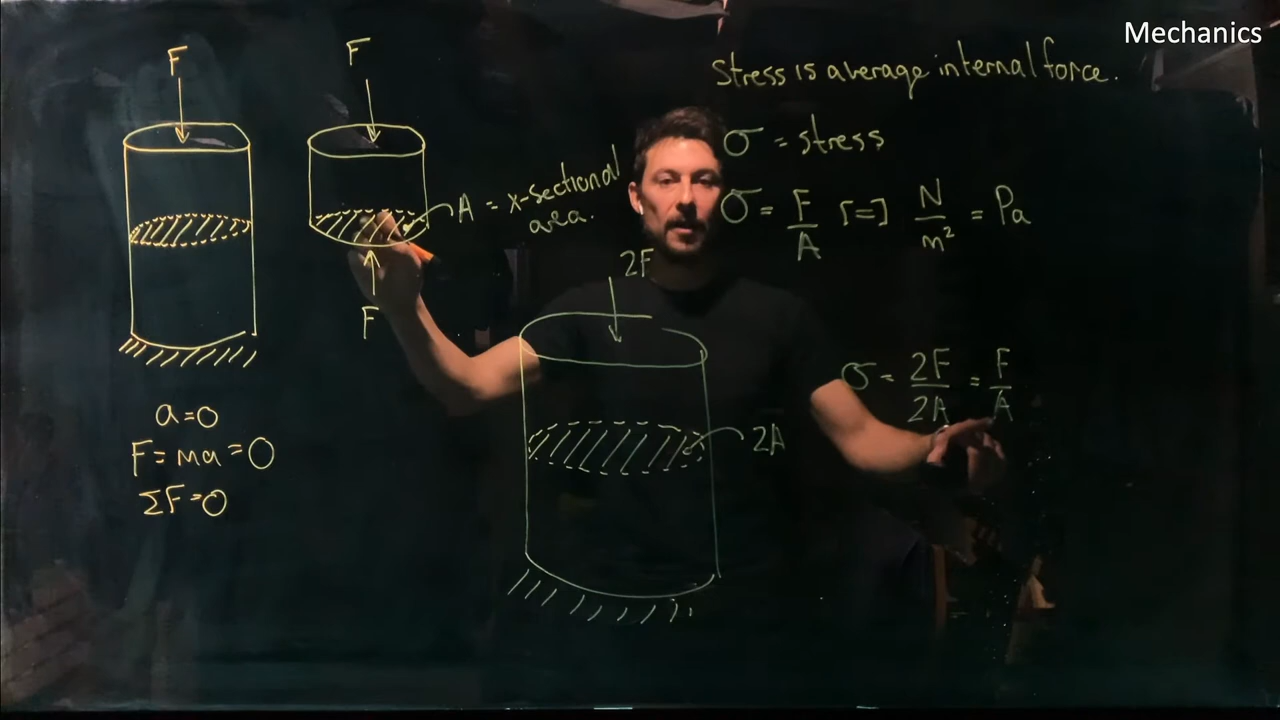 Mechanics
Stress is average internal force.
F
F
σ = stress
A = x-sectional
area.
σ = F/A [=] N/m² = Pa
2F
F
σ = 2F/2A = F/A
a=0
2A
F=ma=0
ΣF=0